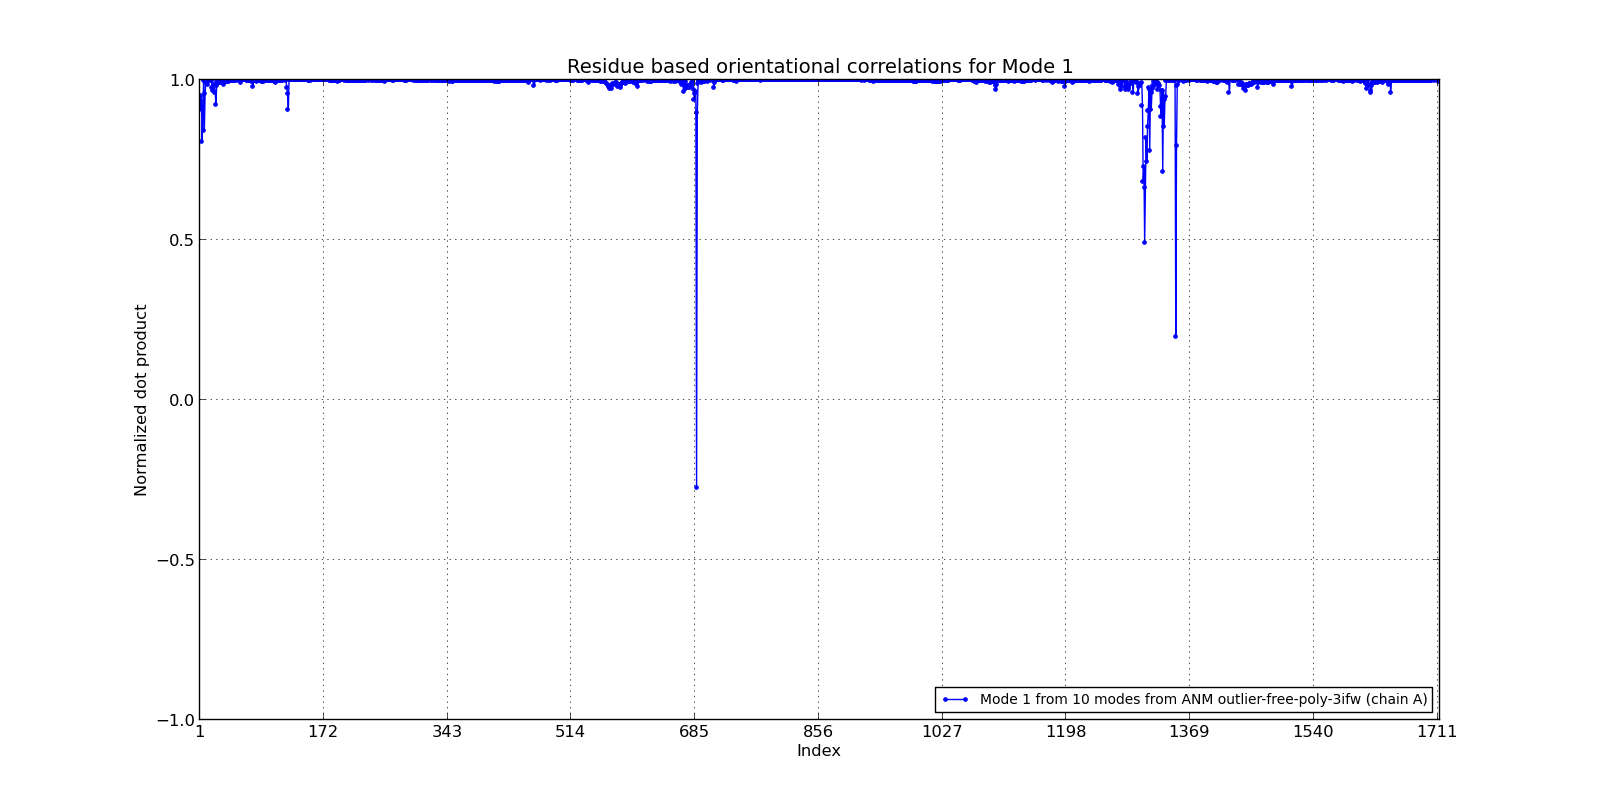 Residue based orientational correlations for Mode 1
1.0
0.5
0.0
−0.5
−1.0
Normalized dot product
Mode 1 from 10 modes from ANM outlier-free-poly-3ifw (chain A)
1 172 343 514 685 856 1027 1198 1369 1540 1711
Index